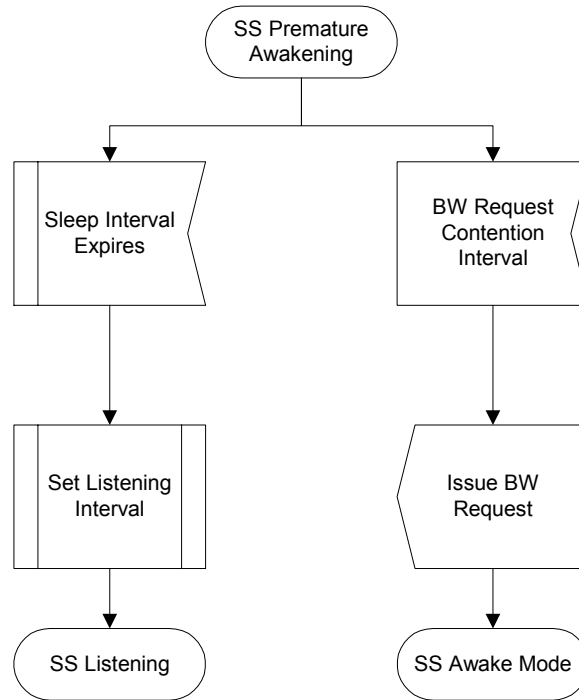 SS Premature
Awakening
Sleep Interval
Expires
BW Request
Contention
Interval
Set Listening
Interval
Issue BW
Request
SS Listening
SS Awake Mode